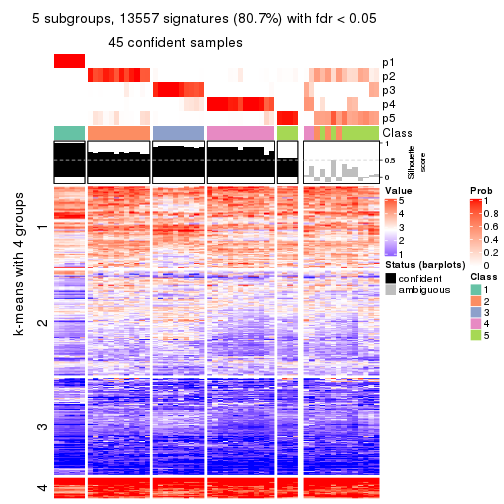 5 subgroups, 13557 signatures (80.7%) with fdr < 0.05
45 confident samples
p1
p2
p3
p4
p5
Class
1
0.5
0
Silhouette
score
k-means with 4 groups
1
2
3
4
Value
5
4
3
2
1
Status (barplots)
confident
ambiguous
Prob
1
0.8
0.6
0.4
0.2
0
Class
1
2
3
4
5